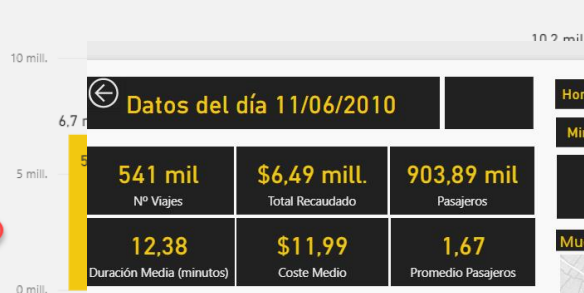 10,2 mil
10 mill.
Datos del día 11/06/2010
6,7
5 mill.
541 mil
Nº Viajes
$6,49 mill.
Total Recaudado
903,89 mil
Pasajeros
12,38
Duración Media (minutos)
$11,99
Coste Medio
1,67
Promedio Pasajeros
0 mill.